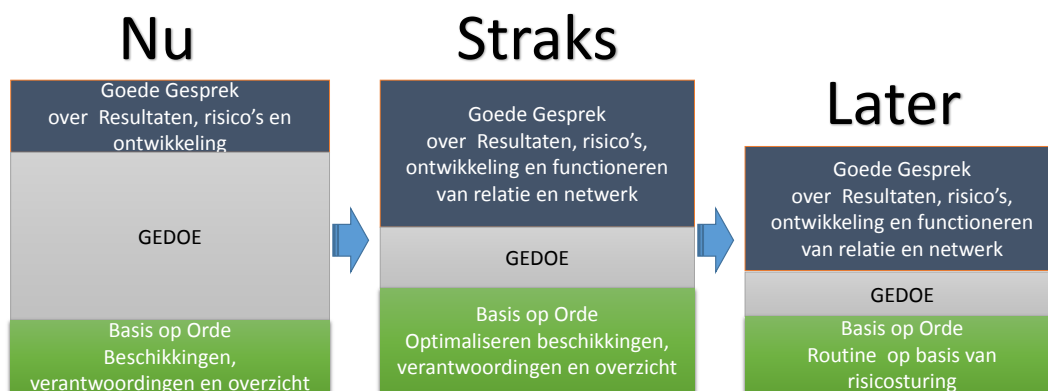 Nu
Goede Gesprek
over Resultaten, risico's en
ontwikkeling
GEDOE
Basis op Orde
Beschikkingen,
verantwoordingen en overzicht
Straks
Goede Gesprek
over Resultaten, risico's,
ontwikkeling en functioneren
van relatie en netwerk
GEDOE
Basis op Orde
Optimaliseren beschikkingen,
verantwoordingen en overzicht
Later
Goede Gesprek
over Resultaten, risico's,
ontwikkeling en functioneren
van relatie en netwerk
GEDOE
Basis op Orde
Routine op basis van
risicosturing